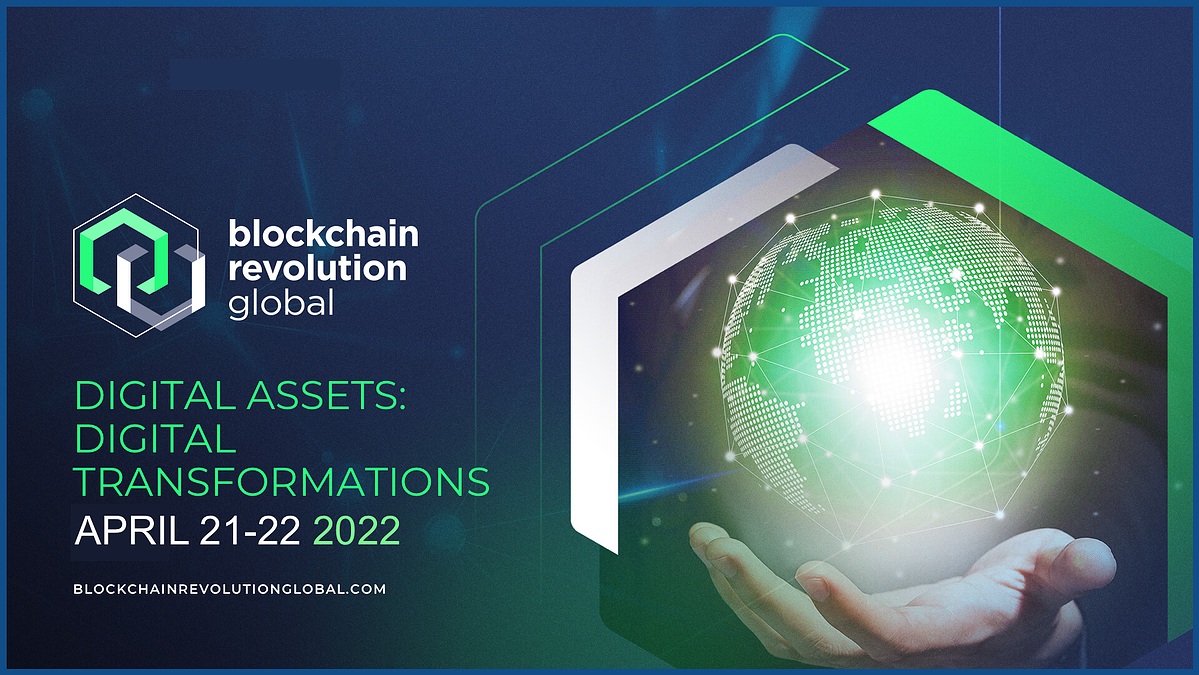 blockchain
revolution
global
DIGITAL ASSETS:
DIGITAL
TRANSFORMATIONS
APRIL 21-22 2022
BLOCKCHAINREVOLUTIONGLOBAL.COM